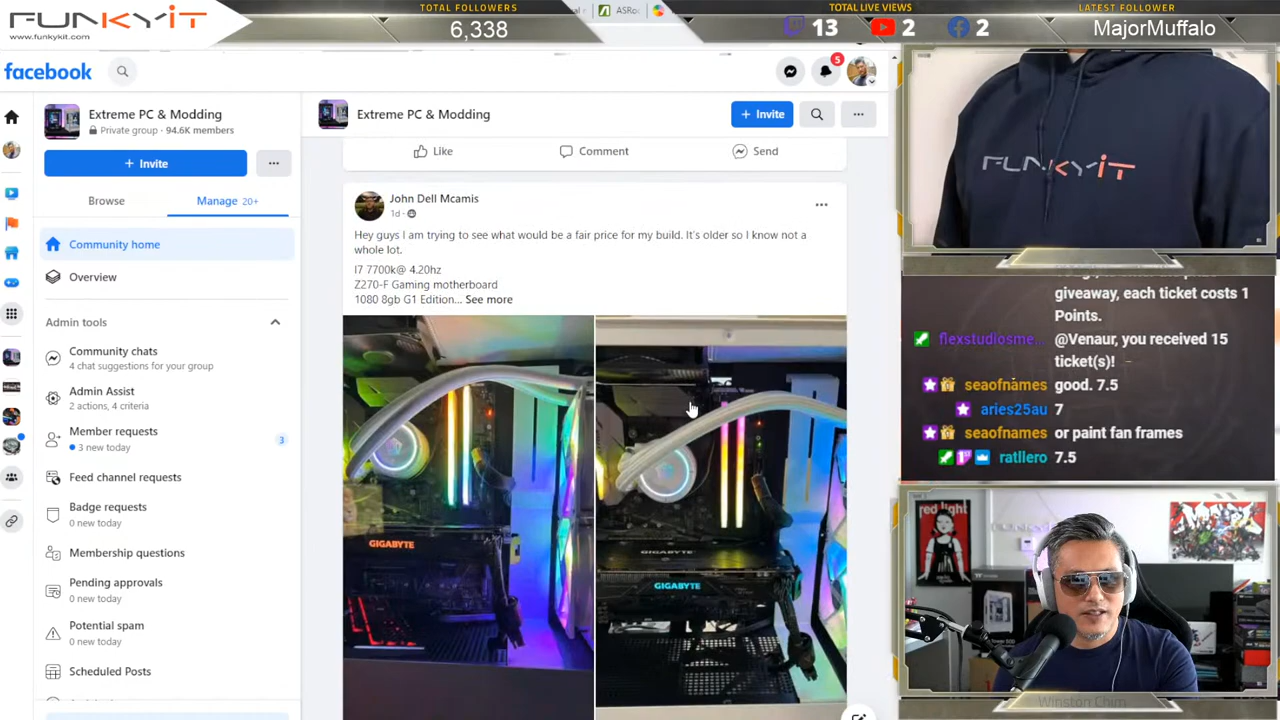 FUNKYIT
www.funkykit.com
TOTAL FOLLOWERS
6,338
ASRo
TOTAL LIVE VIEWS
13
2
2
LATEST FOLLOWER
MajorMuffalo
facebook
5
Extreme PC & Modding
Private group · 94.6K members
+ Invite
...
Browse
Manage 20+
Community home
Overview
Admin tools
Community chats
4 chat suggestions for your group
Admin Assist
2 actions, 4 criteria
Member requests
3 new today
3
Feed channel requests
Badge requests
0 new today
Membership questions
Pending approvals
0 new today
Potential spam
0 new today
Scheduled Posts
Extreme PC & Modding
+ Invite
...
Like
Comment
Send
John Dell Mcamis
1d ·
...
Hey guys I am trying to see what would be a fair price for my build. It's older so I know not a
whole lot.
I7 7700k@ 4.20hz
Z270-F Gaming motherboard
1080 8gb G1 Edition... See more
GIGABYTE
GIGABYTE
FUNKYIT
giveaway, each ticket costs 1
Points.
flexstudiosme...
@Venaur, you received 15
ticket(s)!
seaofnames good. 7.5
aries25au 7
seaofnames or paint fan frames
ratllero 7.5
red light
Winston Chim